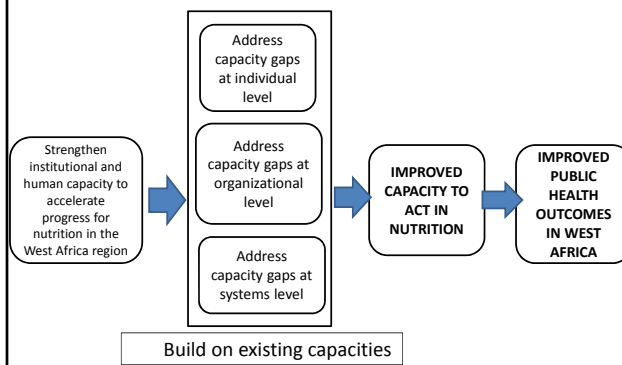 Strengthen
institutional and
human capacity to
accelerate
progress for
nutrition in the
West Africa region
Address
capacity gaps
at individual
level
Address
capacity gaps at
organizational
level
Address
capacity gaps at
systems level
Build on existing capacities
IMPROVED
CAPACITY TO
ACT IN
NUTRITION
IMPROVED
PUBLIC
HEALTH
OUTCOMES
IN WEST
AFRICA